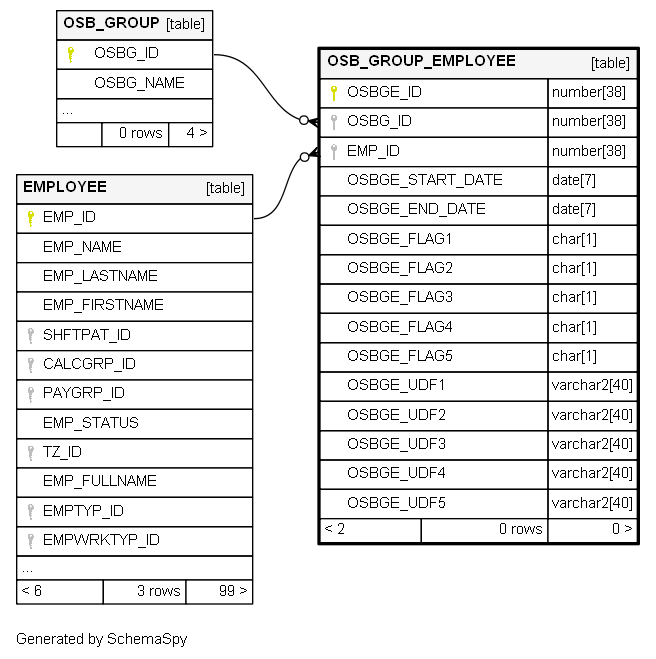 OSB_GROUP [table]
OSBG_ID
OSBG_NAME
...
0 rows 4 >
OSB_GROUP_EMPLOYEE [table]
OSBGE_ID number[38]
OSBG_ID number[38]
EMP_ID number[38]
OSBGE_START_DATE date[7]
OSBGE_END_DATE date[7]
OSBGE_FLAG1 char[1]
OSBGE_FLAG2 char[1]
OSBGE_FLAG3 char[1]
OSBGE_FLAG4 char[1]
OSBGE_FLAG5 char[1]
OSBGE_UDF1 varchar2[40]
OSBGE_UDF2 varchar2[40]
OSBGE_UDF3 varchar2[40]
OSBGE_UDF4 varchar2[40]
OSBGE_UDF5 varchar2[40]
< 2 0 rows 0 >
EMPLOYEE [table]
EMP_ID
EMP_NAME
EMP_LASTNAME
EMP_FIRSTNAME
SHFTPAT_ID
CALCGRP_ID
PAYGRP_ID
EMP_STATUS
TZ_ID
EMP_FULLNAME
EMPTYP_ID
EMPWRKTYP_ID
...
< 6 3 rows 99 >
Generated by SchemaSpy